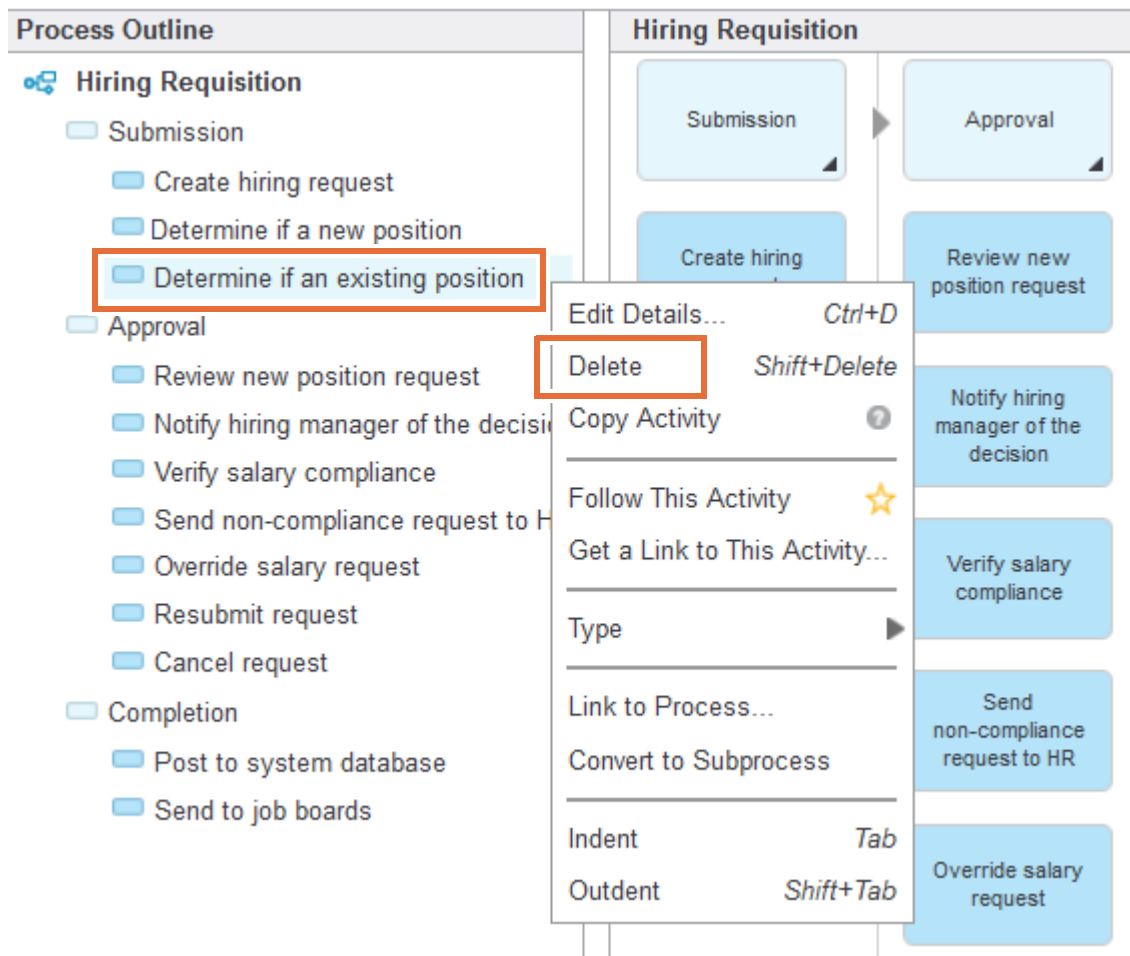 Process Outline
Hiring Requisition
Submission
Create hiring request
Determine if a new position
Determine if an existing position
Approval
Review new position request
Notify hiring manager of the
Verify salary compliance
Send non-compliance request to
Override salary request
Resubmit request
Cancel request
Completion
Post to system database
Send to job boards
Edit Details... Ctrl+D
Delete Shift+Delete
Copy Activity ?
Follow This Activity
Get a Link to This Activity...
Type
Link to Process...
Convert to Subprocess
Indent Tab
Outdent Shift+Tab
Hiring Requisition
Submission
Approval
Create hiring
Review new
position request
Notify hiring
manager of the
decision
Verify salary
compliance
Send
non-compliance
request to HR
Override salary
request